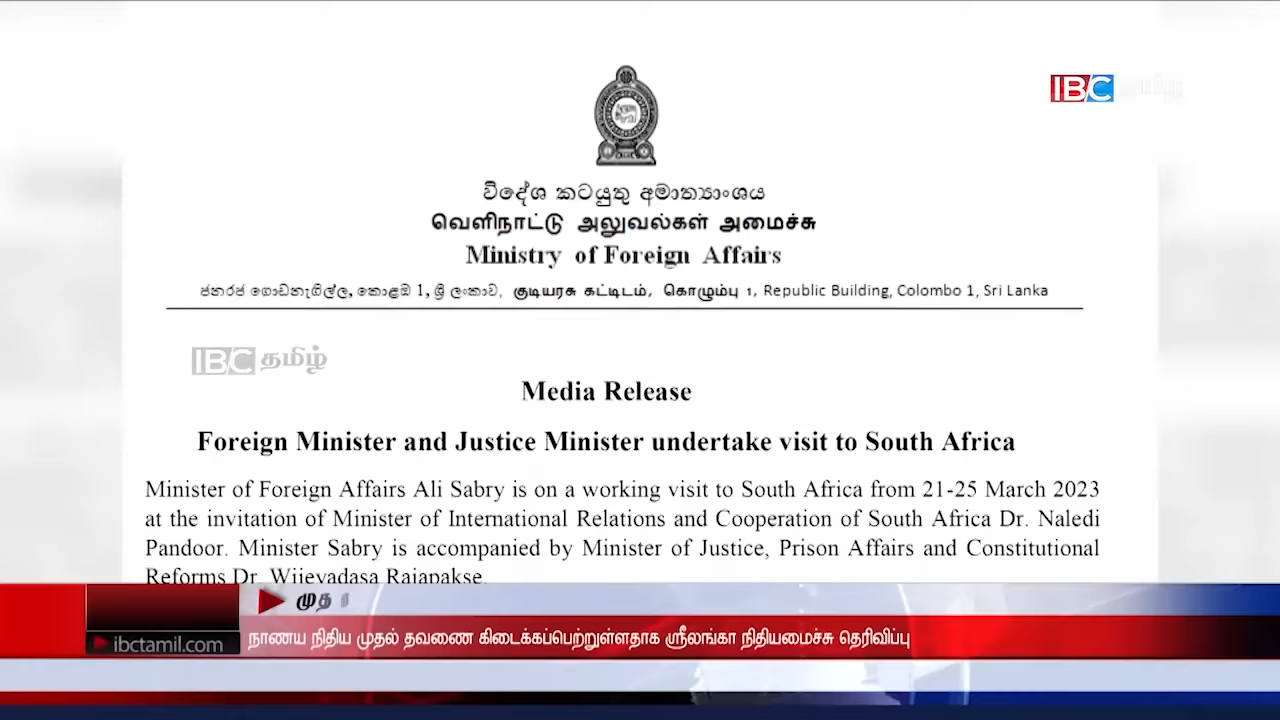 IBC தமிழ்
විදේශ කටයුතු අමාත්‍යාංශය
வெளிநாட்டு அலுவல்கள் அமைச்சு
Ministry of Foreign Affairs
ජනරජ ගොඩනැගිල්ල, කොළඹ 1, ශ්‍රී ලංකාව, குடியரசு கட்டிடம், கொழும்பு 1, Republic Building, Colombo 1, Sri Lanka
IBC தமிழ்
Media Release
Foreign Minister and Justice Minister undertake visit to South Africa
Minister of Foreign Affairs Ali Sabry is on a working visit to South Africa from 21-25 March 2023
at the invitation of Minister of International Relations and Cooperation of South Africa Dr. Naledi
Pandoor. Minister Sabry is accompanied by Minister of Justice, Prison Affairs and Constitutional
Reforms Dr. Wijeyadasa Rajapakse.
முத
ibctamil.com
நாணய நிதிய முதல் தவணை கிடைக்கப்பெற்றுள்ளதாக ஸ்ரீலங்கா நிதியமைச்சு தெரிவிப்பு